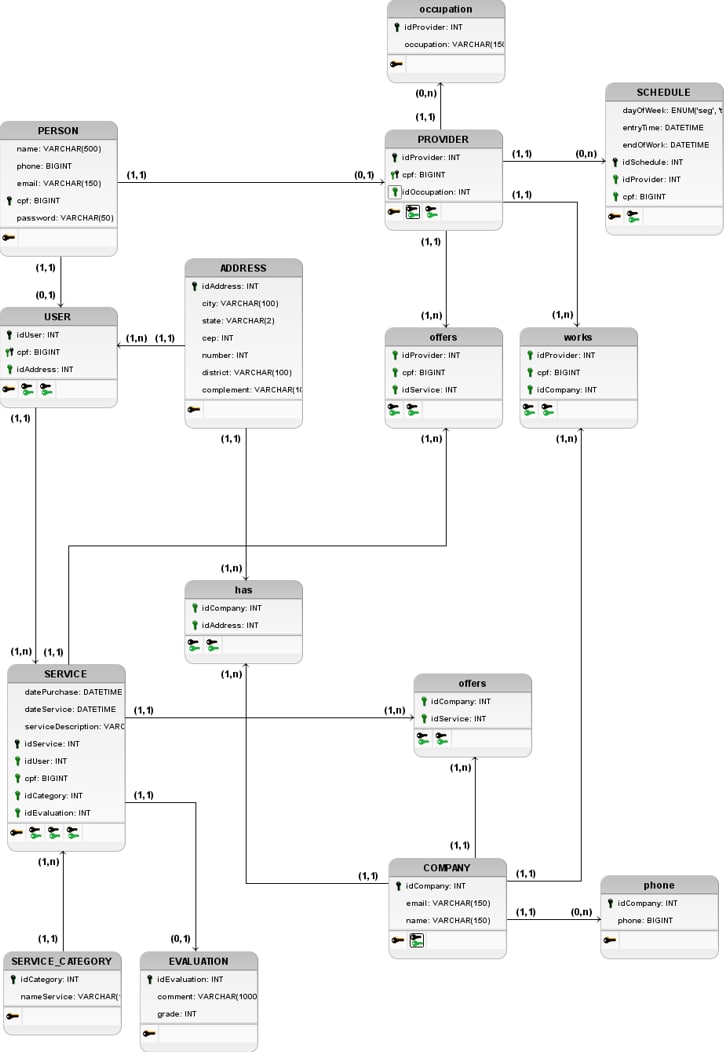 occupation
idProvider: INT
occupation: VARCHAR(150
(0,n)
(1,1)
SCHEDULE
dayOfWeek: ENUM('seg', 't
entryTime: DATETIME
endOfWork: DATETIME
idSchedule: INT
idProvider: INT
cpf: BIGINT
PERSON
name: VARCHAR(500)
phone: BIGINT
email: VARCHAR(150)
cpf: BIGINT
password: VARCHAR(50)
(1,1)
(0,1)
PROVIDER
idProvider: INT
cpf: BIGINT
idOccupation: INT
(1,1)
(0,n)
(1,1)
(1,1)
(1,n)
(1,n)
(1,1)
(0,1)
USER
idUser: INT
cpf: BIGINT
idAddress: INT
(1,n)
(1,1)
ADDRESS
idAddress: INT
city: VARCHAR(100)
state: VARCHAR(2)
cep: INT
number: INT
district: VARCHAR(100)
complement: VARCHAR(10
offers
idProvider: INT
cpf: BIGINT
idService: INT
works
idProvider: INT
cpf: BIGINT
idCompany: INT
(1,1)
(1,1)
(1,n)
(1,n)
(1,n)
has
idCompany: INT
idAddress: INT
(1,n)
(1,n)
(1,1)
SERVICE
datePurchase: DATETIME
dateService: DATETIME
serviceDescription: VARC
idService: INT
idUser: INT
cpf: BIGINT
idCategory: INT
idEvaluation: INT
(1,1)
(1,n)
offers
idCompany: INT
idService: INT
(1,n)
(1,1)
(1,1)
(1,n)
(1,1)
(0,1)
(1,1)
COMPANY
idCompany: INT
email: VARCHAR(150)
name: VARCHAR(150)
(1,1)
(1,1)
(0,n)
phone
idCompany: INT
phone: BIGINT
SERVICE_CATEGORY
idCategory: INT
nameService: VARCHAR(
EVALUATION
idEvaluation: INT
comment: VARCHAR(1000
grade: INT